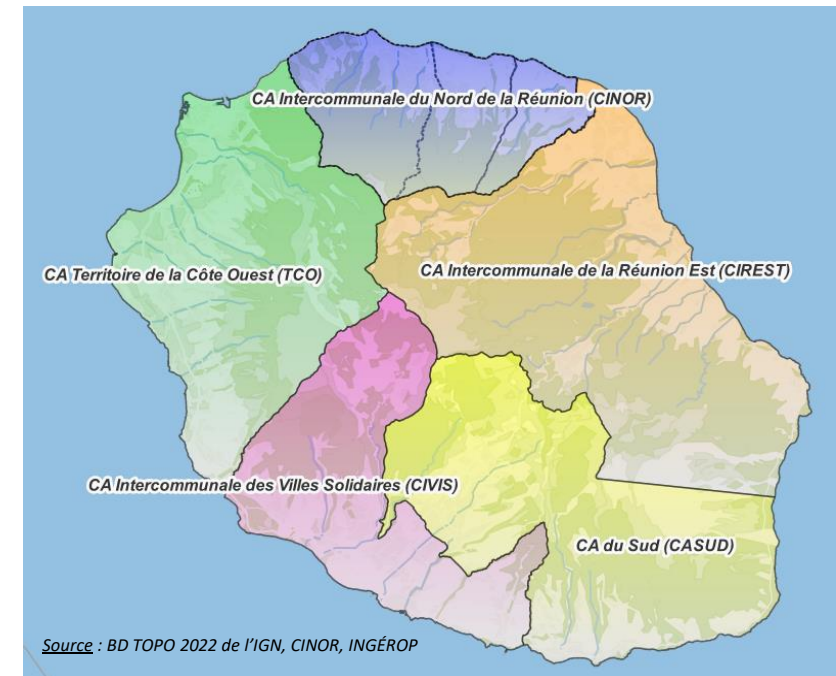 CA Intercommunale du Nord de la Réunion (CINOR)
CA Territoire de la Côte Ouest (TCO)
CA Intercommunale de la Réunion Est (CIREST)
CA Intercommunale des Villes Solidaires (CIVIS)
CA du Sud (CASUD)
Source : BD TOPO 2022 de l'IGN, CINOR, INGÉROP